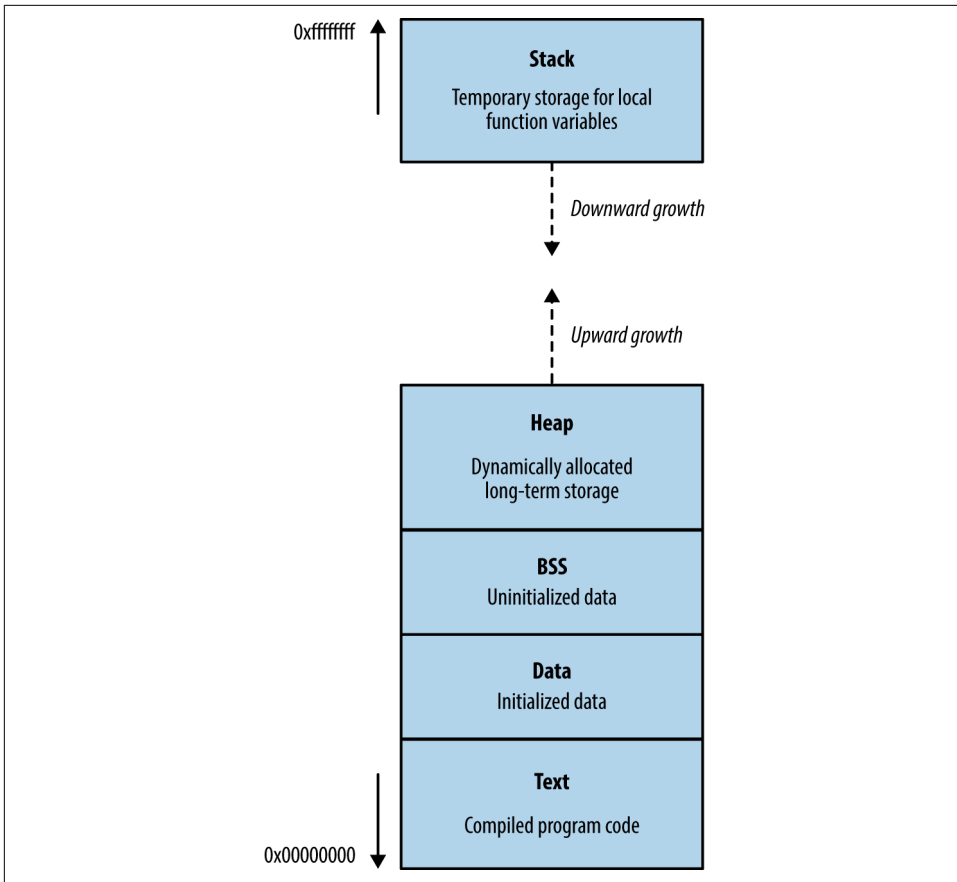 0xffffffff
Stack
Temporary storage for local
function variables
Downward growth
Upward growth
Heap
Dynamically allocated
long-term storage
BSS
Uninitialized data
Data
Initialized data
Text
Compiled program code
0x00000000